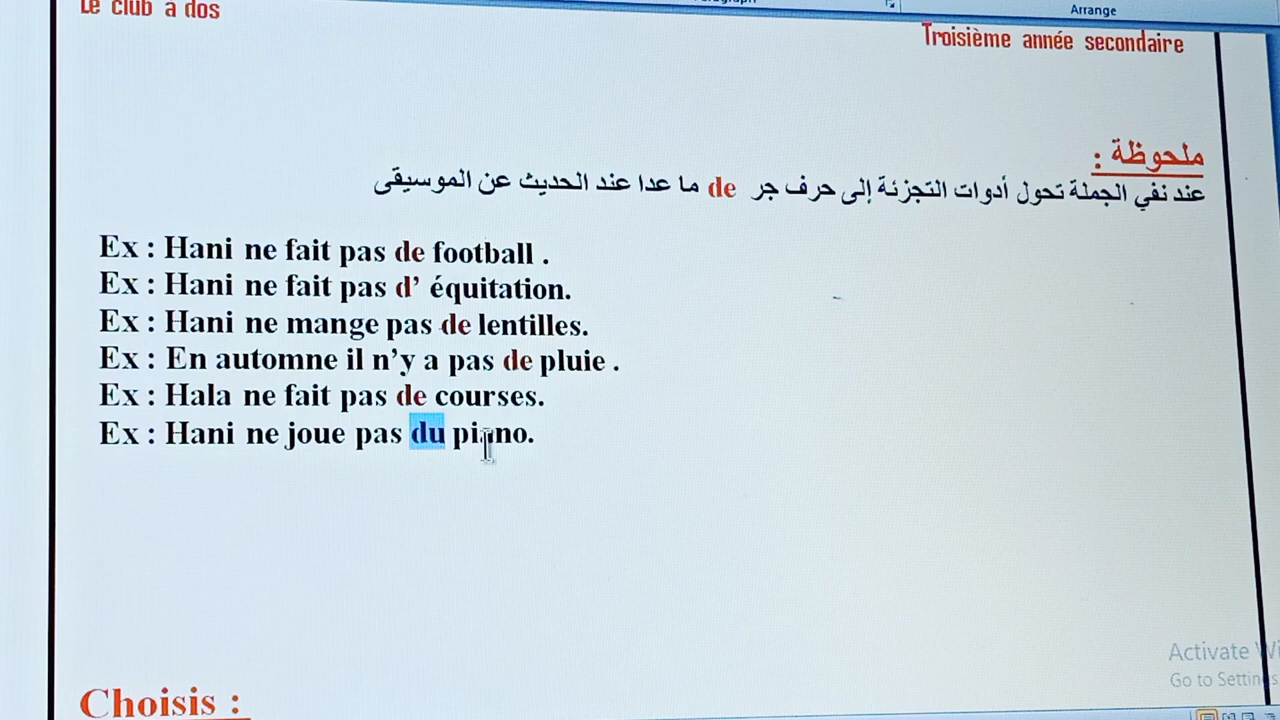 Le club à dos
Arrange
Troisième année secondaire
ملحوظة :
عند نفي الجملة تحول أدوات التجزئة إلى حرف جر de ما عدا عند الحديث عن الموسيقى
Ex : Hani ne fait pas de football .
Ex : Hani ne fait pas d’ équitation.
Ex : Hani ne mange pas de lentilles.
Ex : En automne il n’y a pas de pluie .
Ex : Hala ne fait pas de courses.
Ex : Hani ne joue pas du piano.
Activate
Go to Settings
Choisis :